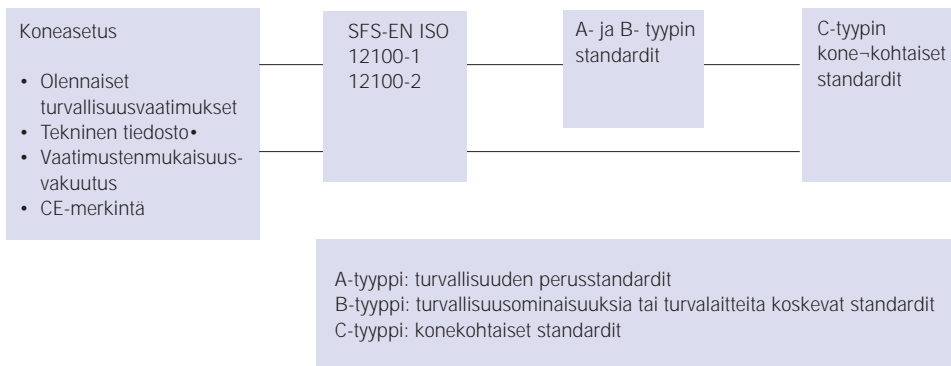 Koneasetus
• Olennaiset
turvallisuusvaatimukset
• Tekninen tiedosto•
• Vaatimustenmukaisuus-
vakuutus
• CE-merkintä
SFS-EN ISO
12100-1
12100-2
A- ja B- tyypin
standardit
C-tyypin
kone¬kohtaiset
standardit
A-tyyppi: turvallisuuden perusstandardit
B-tyyppi: turvallisuusominaisuuksia tai turvalaitteita koskevat standardit
C-tyyppi: konekohtaiset standardit